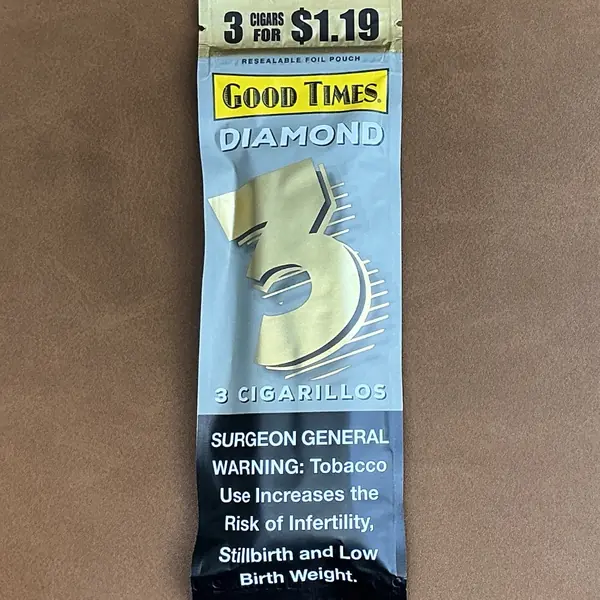 3 CIGARS FOR $1.19
RESEALABLE FOIL POUCH
GOOD TIMES®
DIAMOND
3
3 CIGARILLOS
SURGEON GENERAL
WARNING: Tobacco
Use Increases the
Risk of Infertility,
Stillbirth and Low
Birth Weight.